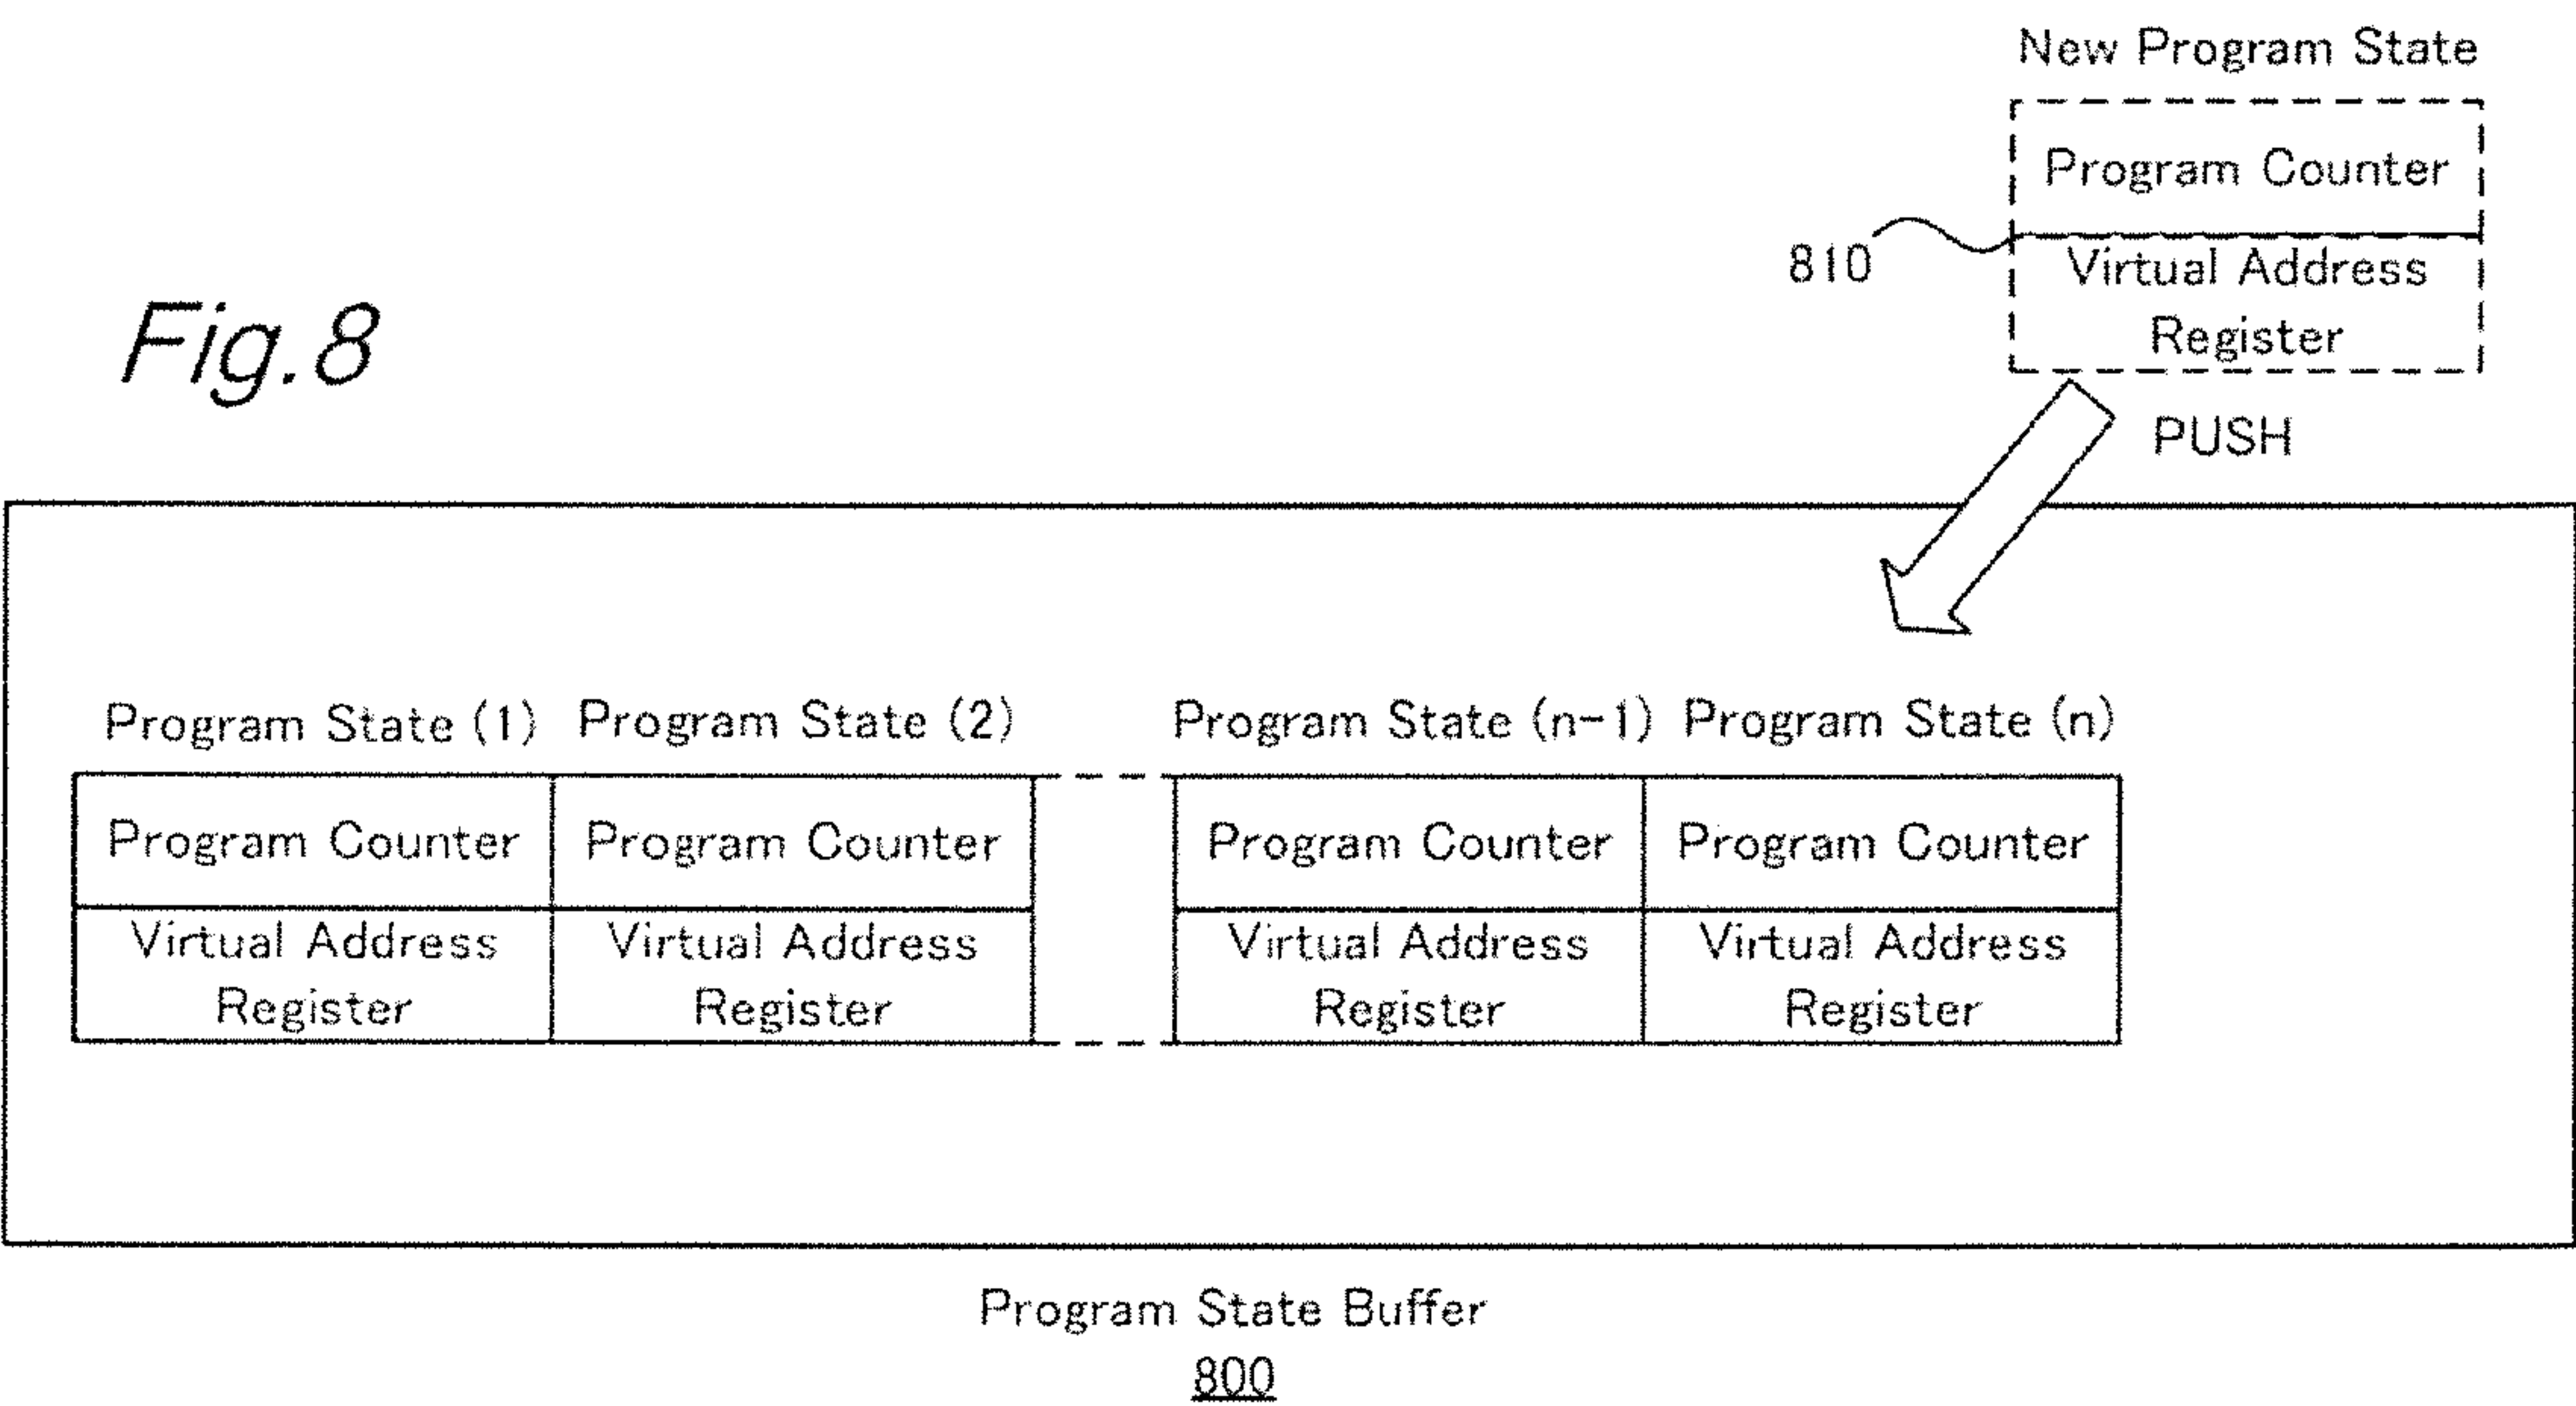 New Program State
Program Counter
810
Virtual Address
Register
Fig.8
PUSH
Program State (1) Program State (2) Program State (n-1) Program State (n)
Program Counter Program Counter Program Counter Program Counter
Virtual Address Virtual Address Virtual Address Virtual Address
Register Register Register Register
Program State Buffer
800